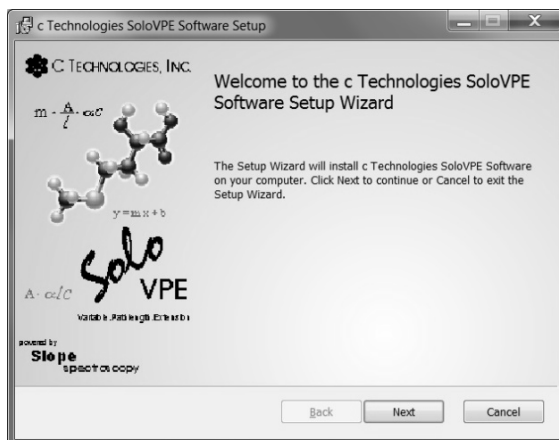 c Technologies SoloVPE Software Setup
C TECHNOLOGIES, INC.
Welcome to the c Technologies SoloVPE
Software Setup Wizard
m = A/l = αc
The Setup Wizard will install c Technologies SoloVPE Software
on your computer. Click Next to continue or Cancel to exit the
Setup Wizard.
y=mx+b
Solo
VPE
A = αlC
Variable.Pathlength.Extension
powered by
Slope
spectroscopy
Back
Next
Cancel